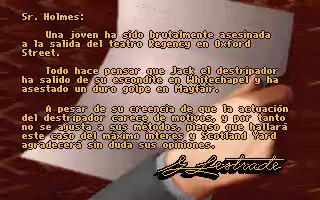 Sr. Holmes:
Una joven ha sido brutalmente asesinada
a la salida del teatro Regency en Oxford
Street.
Todo hace pensar que Jack el destripador
ha salido de su escondite en Whitechapel y ha
asestado un duro golpe en Mayfair.
A pesar de su creencia de que la actuación
del destripador carece de motivos, y por tanto
no se ajusta a sus métodos, pienso que hallará
este caso del máximo interés y Scotland Yard
agradecerá sin duda sus opiniones.
G Lestrade